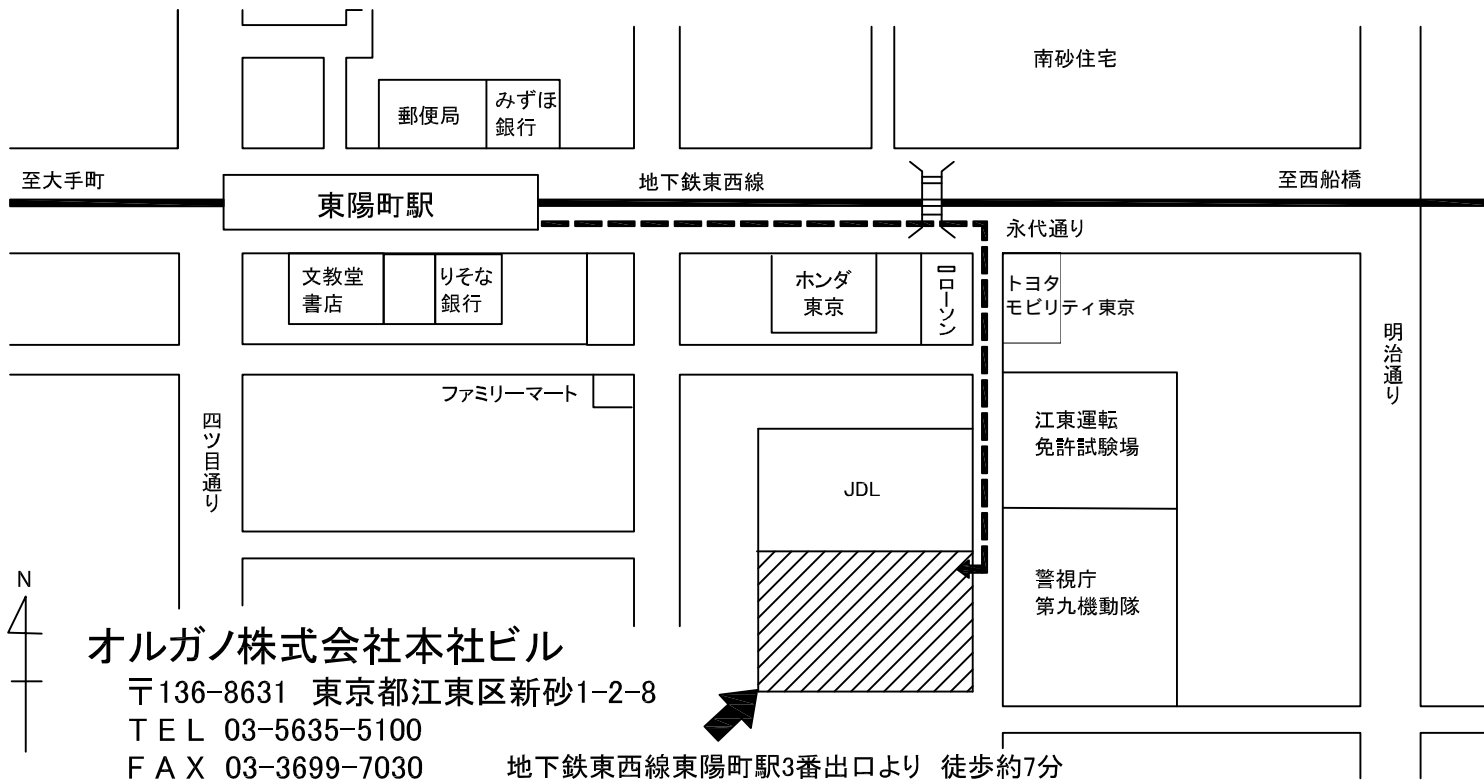 南砂住宅
郵便局
みずほ
銀行
至大手町
東陽町駅
地下鉄東西線
至西船橋
永代通り
文教堂
書店
りそな
銀行
ホンダ
東京
ローソン
トヨタ
モビリティ東京
明治通り
ファミリーマート
四ツ目通り
江東運転
免許試験場
JDL
警視庁
第九機動隊
N
オルガノ株式会社本社ビル
〒136-8631 東京都江東区新砂1-2-8
TEL 03-5635-5100
FAX 03-3699-7030
地下鉄東西線東陽町駅3番出口より 徒歩約7分